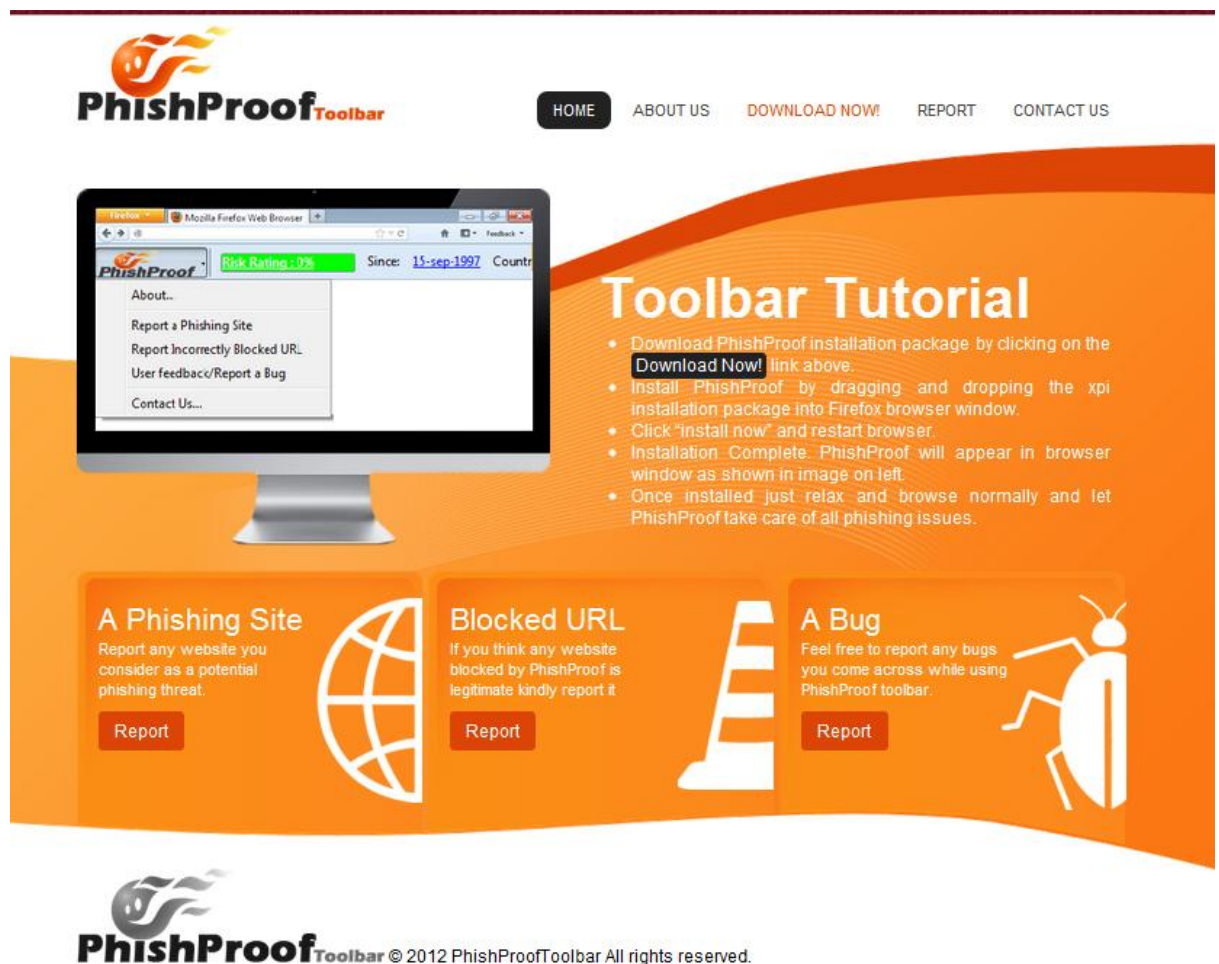 PhishProof Toolbar
HOME ABOUT US DOWNLOAD NOW! REPORT CONTACT US
Firefox Mozilla Firefox Web Browser
Feedback
PhishProof Risk Rating : 0% Since: 15-sep-1997 Countr
About..
Report a Phishing Site
Report Incorrectly Blocked URL
User feedback/Report a Bug
Contact Us...
Toolbar Tutorial
• Download PhishProof installation package by clicking on the
Download Now! link above.
• Install PhishProof by dragging and dropping the xpi
installation package into Firefox browser window.
• Click “install now” and restart browser.
• Installation Complete. PhishProof will appear in browser
window as shown in image on left.
• Once installed just relax and browse normally and let
PhishProof take care of all phishing issues.
A Phishing Site
Report any website you
consider as a potential
phishing threat.
Report
Blocked URL
If you think any website
blocked by PhishProof is
legitimate kindly report it
Report
A Bug
Feel free to report any bugs
you come across while using
PhishProof toolbar.
Report
PhishProof Toolbar © 2012 PhishProofToolbar All rights reserved.